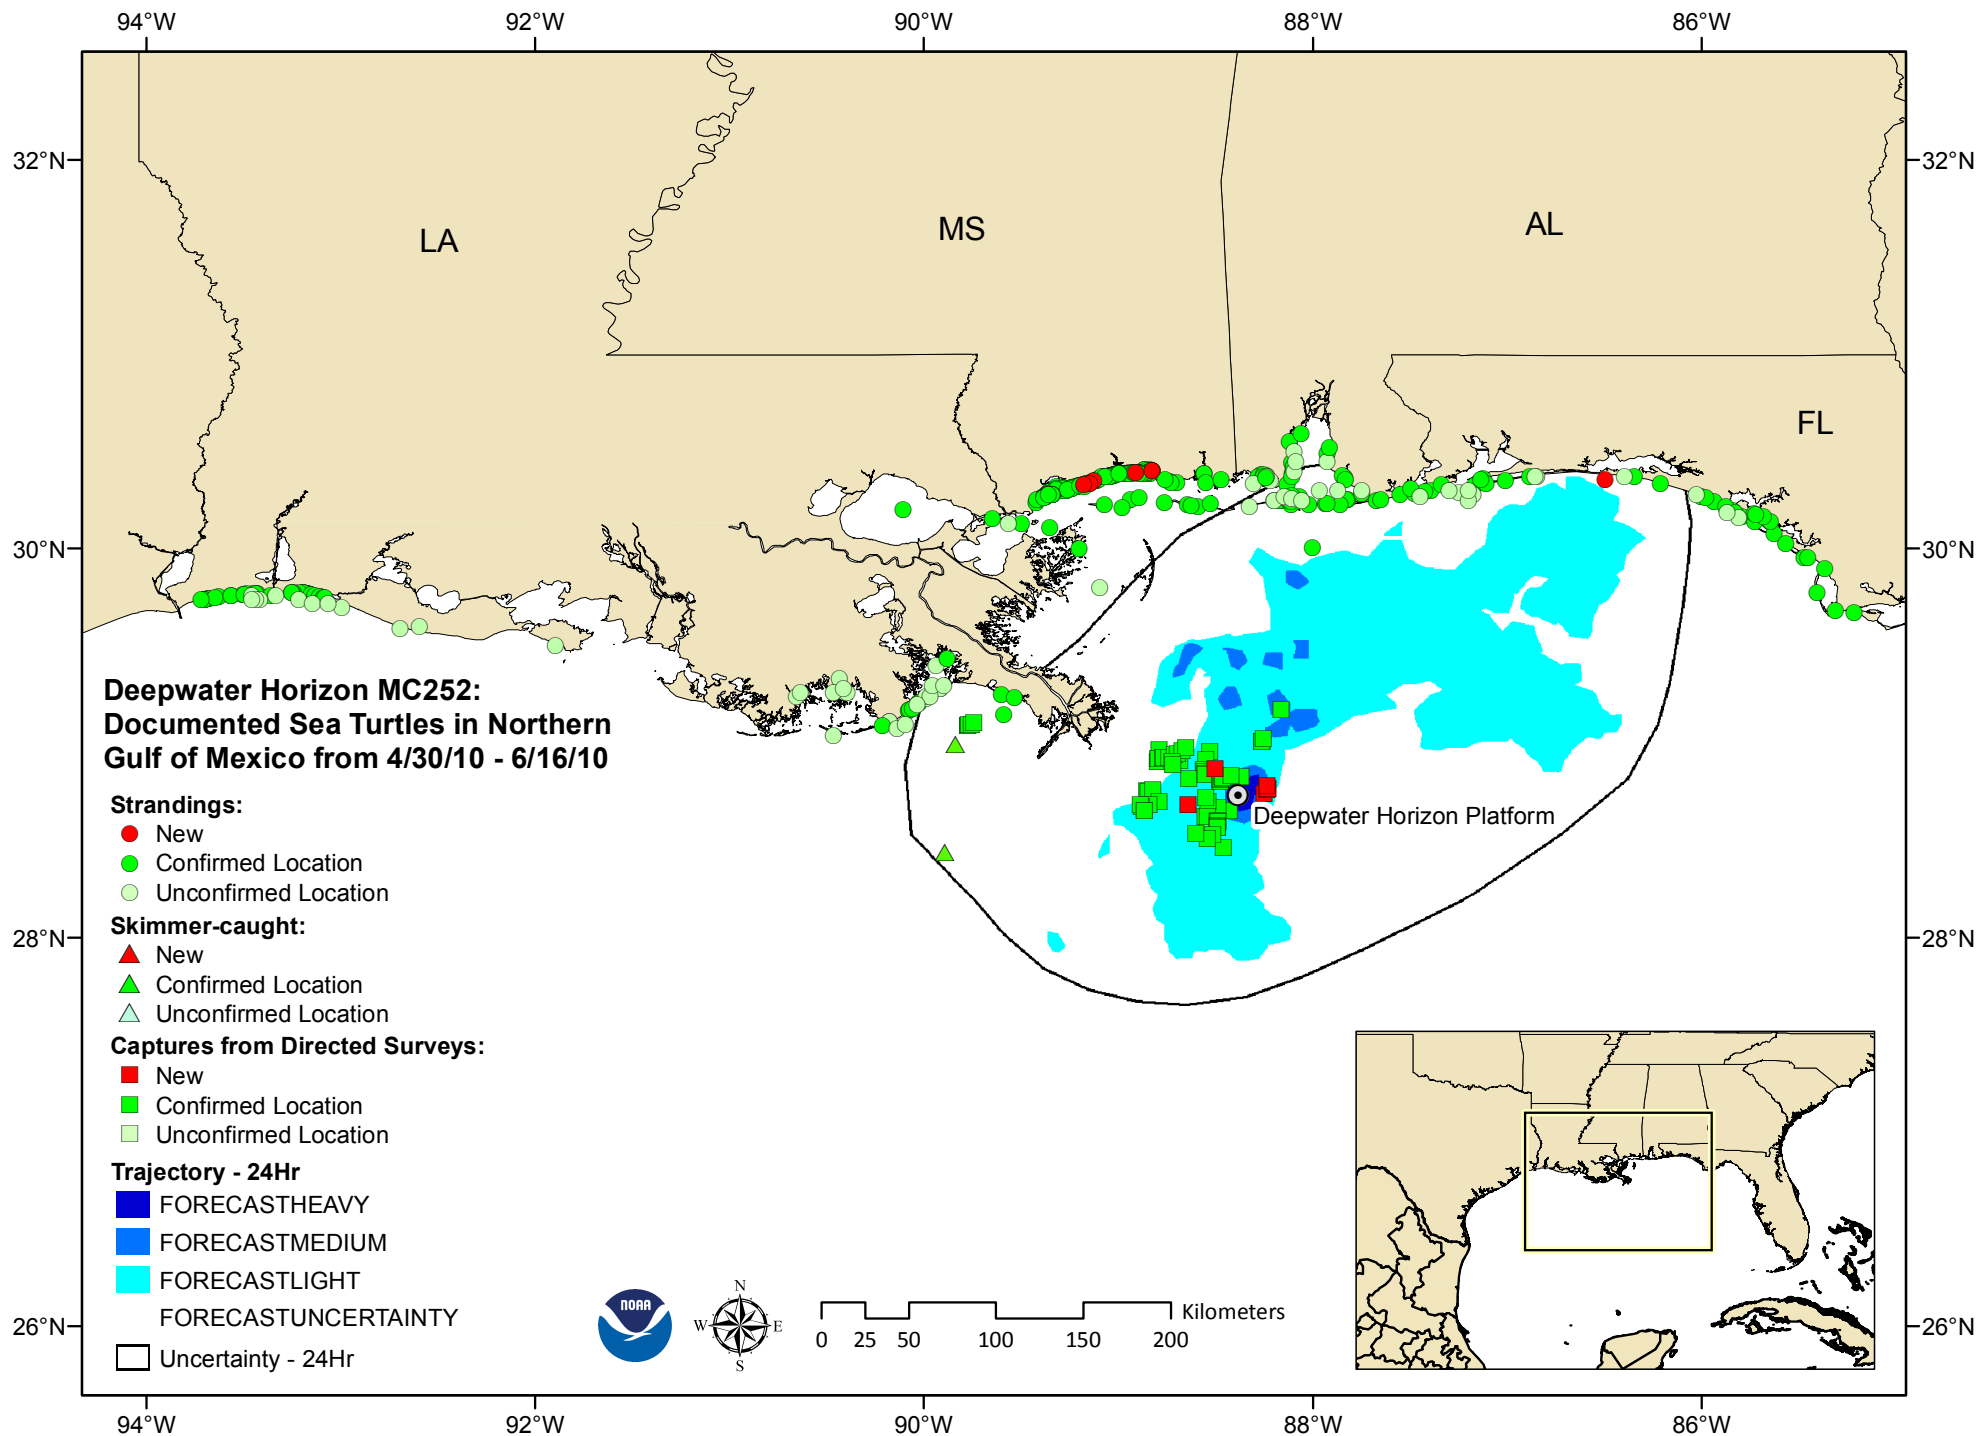 94°W 92°W 90°W 88°W 86°W
32°N 32°N
LA MS AL
FL
30°N 30°N
Deepwater Horizon MC252:
Documented Sea Turtles in Northern
Gulf of Mexico from 4/30/10 - 6/16/10
Deepwater Horizon Platform
Strandings:
New
Confirmed Location
Unconfirmed Location
Skimmer-caught:
New
Confirmed Location
Unconfirmed Location
28°N 28°N
Captures from Directed Surveys:
New
Confirmed Location
Unconfirmed Location
Trajectory - 24Hr
FORECASTHEAVY
FORECASTMEDIUM
FORECASTLIGHT
FORECASTUNCERTAINTY
Uncertainty - 24Hr
NOAA
N
W E
S
Kilometers
0 25 50 100 150 200
26°N 26°N
94°W 92°W 90°W 88°W 86°W